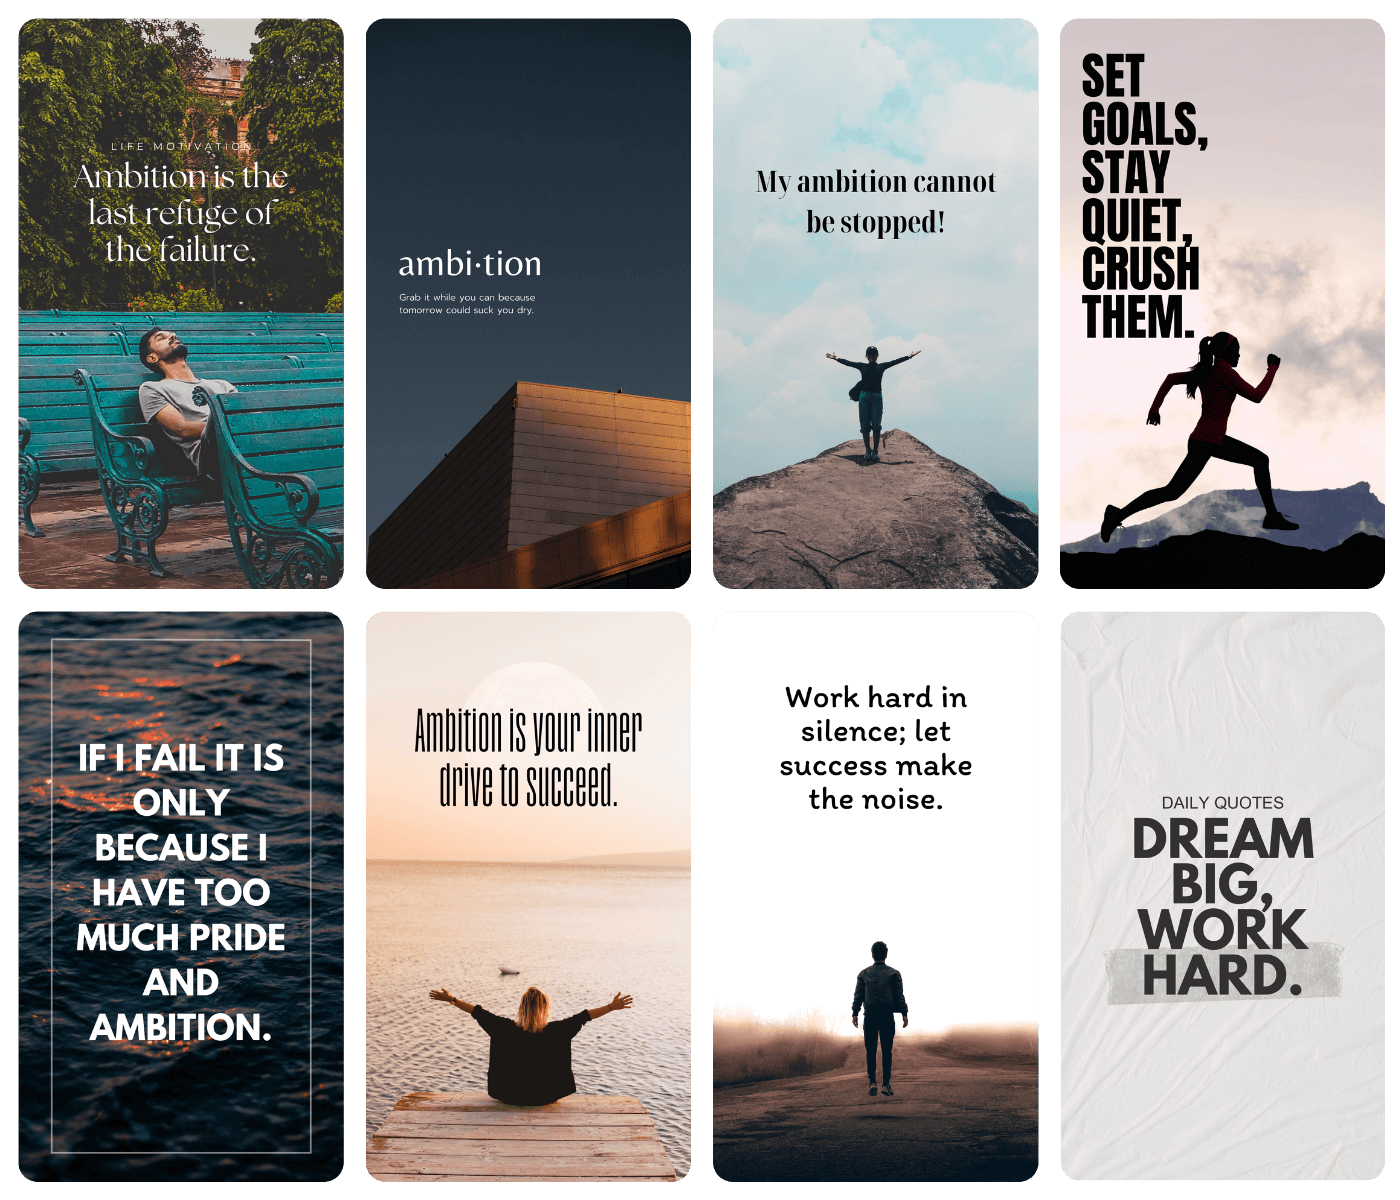 LIFE MOTIVATION
Ambition is the
last refuge of
the failure.
ambi·tion
Grab it while you can because
tomorrow could suck you dry.
My ambition cannot
be stopped!
SET
GOALS,
STAY
QUIET,
CRUSH
THEM.
IF I FAIL IT IS
ONLY
BECAUSE I
HAVE TOO
MUCH PRIDE
AND
AMBITION.
Ambition is your inner
drive to succeed.
Work hard in
silence; let
success make
the noise.
DAILY QUOTES
DREAM
BIG,
WORK
HARD.